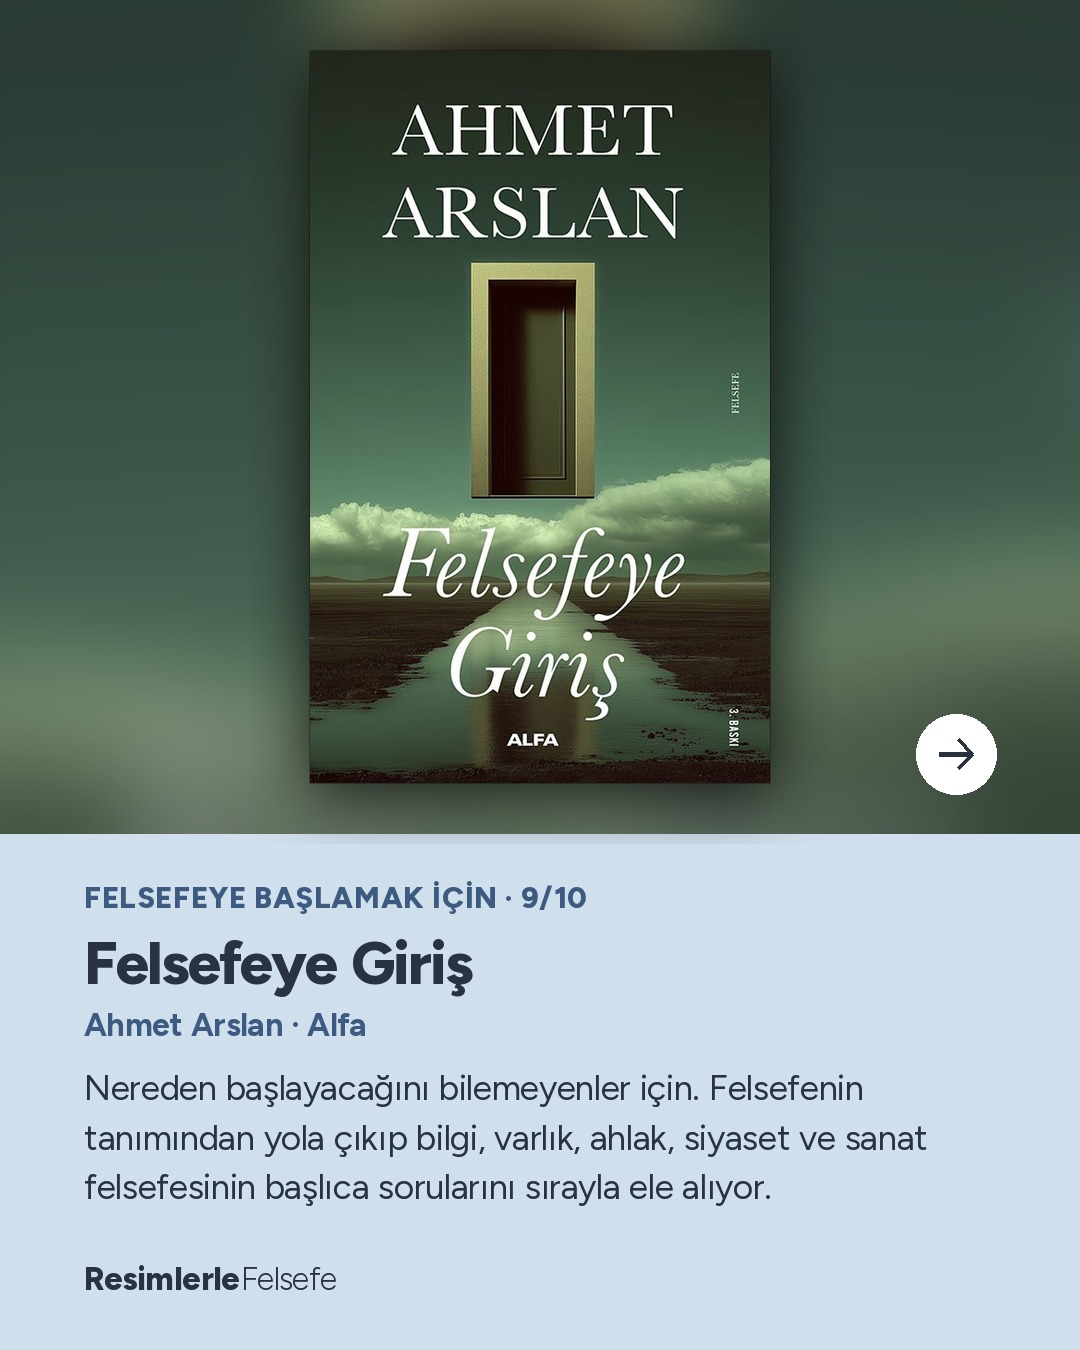 AHMET
ARSLAN
FELSEFE
Felsefeye
Giriş
ALFA
3. BASKI
FELSEFEYE BAŞLAMAK İÇİN · 9/10
Felsefeye Giriş
Ahmet Arslan · Alfa
Nereden başlayacağını bilemeyenler için. Felsefenin
tanımından yola çıkıp bilgi, varlık, ahlak, siyaset ve sanat
felsefesinin başlıca sorularını sırayla ele alıyor.
ResimlerleFelsefe